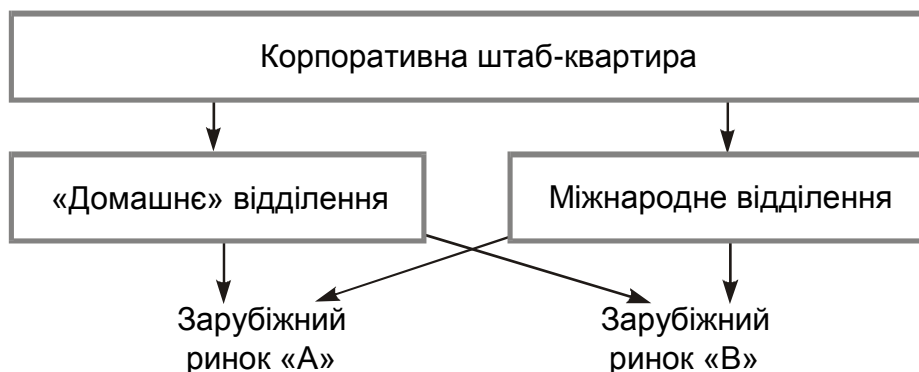 Корпоративна штаб-квартира
«Домашнє» відділення
Міжнародне відділення
Зарубіжний
ринок «А»
Зарубіжний
ринок «В»